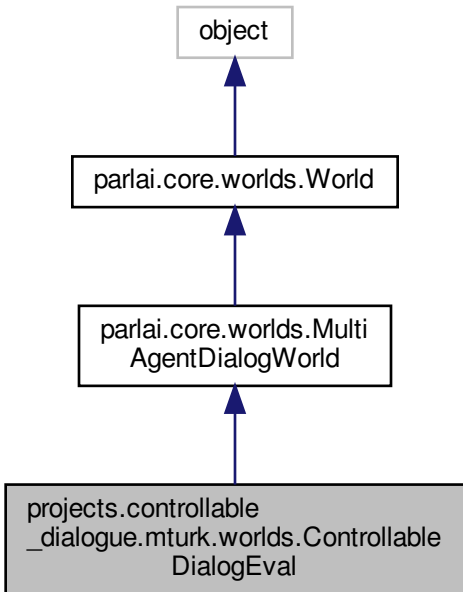 object
parlai.core.worlds.World
parlai.core.worlds.Multi
AgentDialogWorld
projects.controllable
_dialogue.mturk.worlds.Controllable
DialogEval